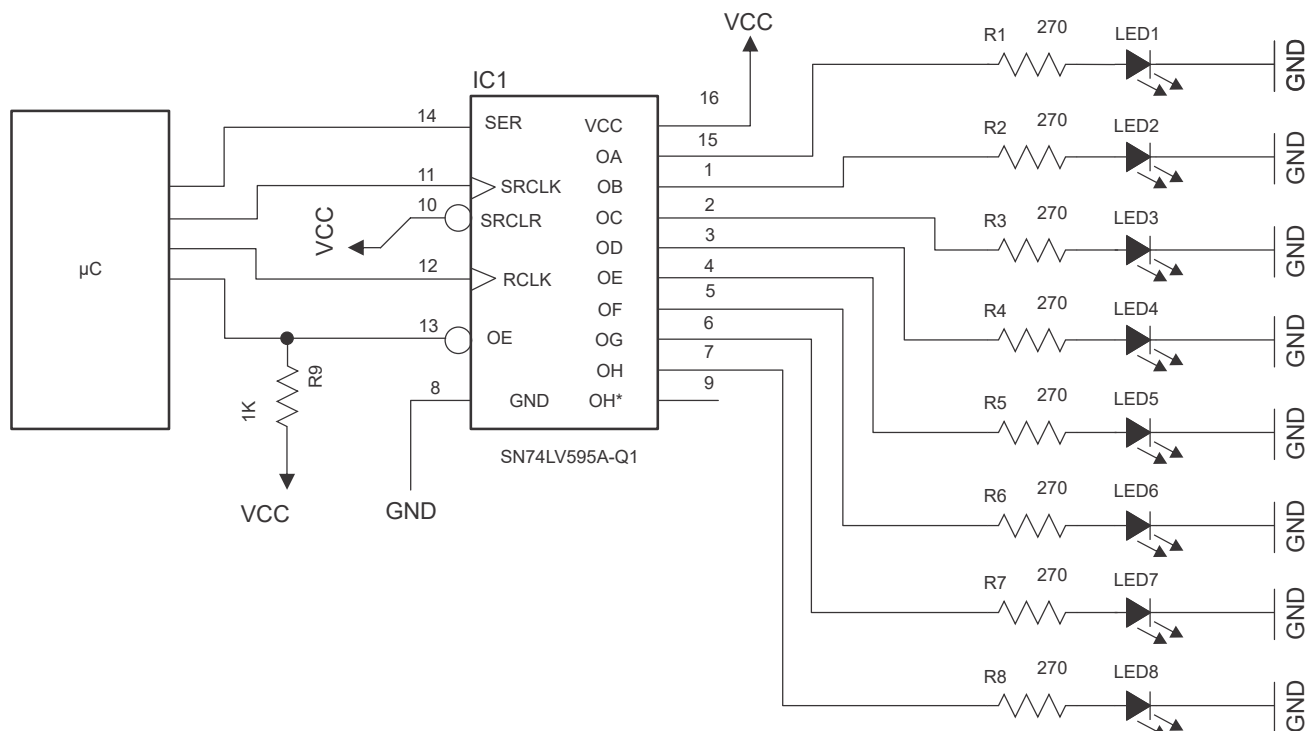 VCC
IC1
16
14
SER
VCC
15
OA
1
11
SRCLK
OB
10
SRCLR
2
OC
VCC
3
OD
µC
12
RCLK
4
OE
5
OF
13
OE
6
OG
7
OH
R9
1K
8
GND
9
OH*
SN74LV595A-Q1
VCC
GND
R1
270
LED1
GND
R2
270
LED2
GND
R3
270
LED3
GND
R4
270
LED4
GND
R5
270
LED5
GND
R6
270
LED6
GND
R7
270
LED7
GND
R8
270
LED8
GND